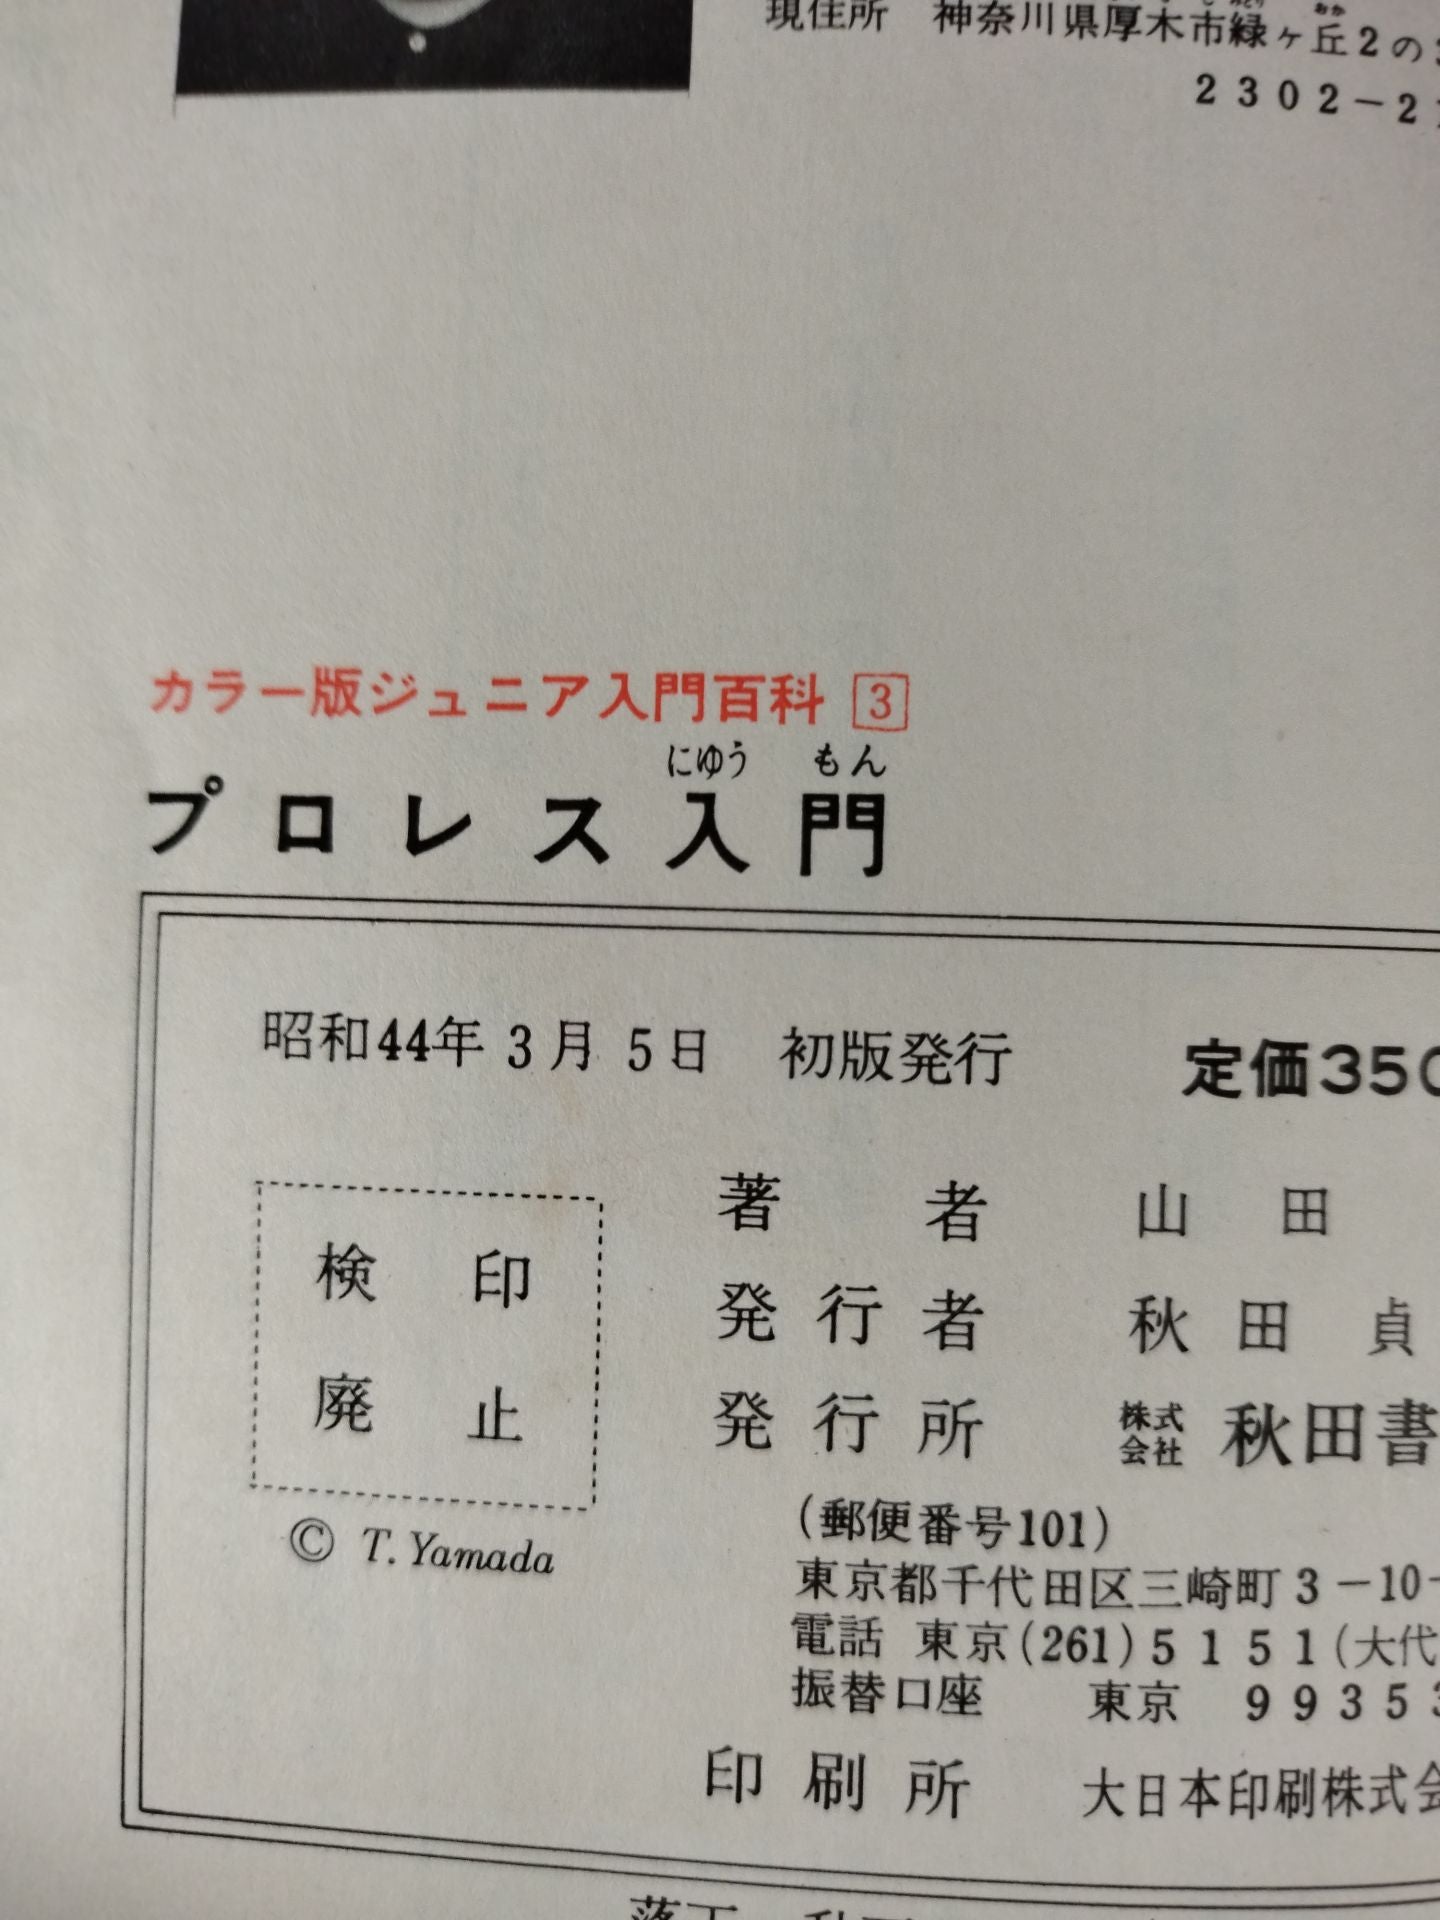 現住所 神奈川県厚木市緑ヶ丘2の
おか
2302-2
カラー版ジュニア入門百科 3
にゆう もん
プロレス入門
昭和44年3月5日 初版発行 定価350
検印
廃止
© T. Yamada
著者 山田
発行者 秋田貞
発行所 株式会社 秋田書
(郵便番号101)
東京都千代田区三崎町3-10-
電話 東京(261)5151(大代
振替口座 東京 9935
印刷所 大日本印刷株式会